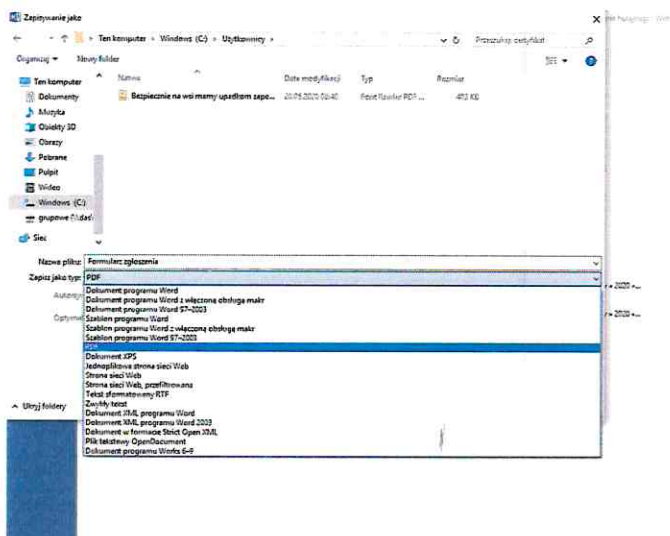 Zapisywanie jako
Ten komputer › Windows (C:) › Użytkownicy ›
Przeszukaj: certyfikat
Organizuj
Nowy folder
Nazwa
Data modyfikacji
Typ
Rozmiar
Bezpiecznie na wsi mamy upadkom zapo...
473 KB
Ten komputer
Dokumenty
Muzyka
Obiekty 3D
Obrazy
Pobrane
Pulpit
Wideo
Windows (C:)
grupowe
Sieć
Nazwa pliku: Formularz zgłoszenia
Zapisz jako typ: PDF
Dokument programu Word
Dokument programu Word z włączoną obsługą makr
Dokument programu Word 97–2003
Szablon programu Word
Szablon programu Word z włączoną obsługą makr
Szablon programu Word 97–2003
PDF
Dokument XPS
Jednoplikowa strona sieci Web
Strona sieci Web
Strona sieci Web, przefiltrowana
Tekst sformatowany RTF
Zwykły tekst
Dokument XML programu Word
Dokument XML programu Word 2003
Dokument w formacie Strict Open XML
Plik tekstowy OpenDocument
Dokument programu Works 6–9
Ukryj foldery